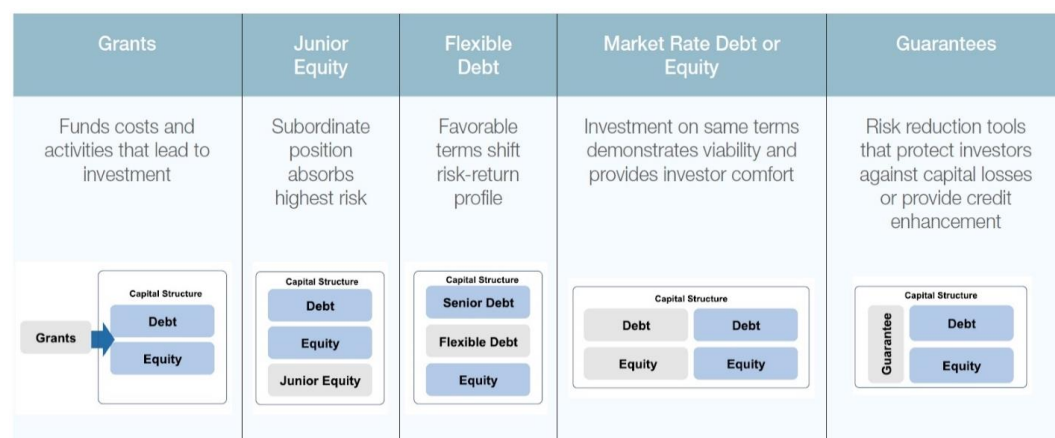 Grants
Junior
Equity
Flexible
Debt
Market Rate Debt or
Equity
Guarantees
Funds costs and
activities that lead to
investment
Subordinate
position
absorbs
highest risk
Favorable
terms shift
risk-return
profile
Investment on same terms
demonstrates viability and
provides investor comfort
Risk reduction tools
that protect investors
against capital losses
or provide credit
enhancement
Grants
Capital Structure
Debt
Equity
Capital Structure
Debt
Equity
Junior Equity
Capital Structure
Senior Debt
Flexible Debt
Equity
Capital Structure
Debt
Debt
Equity
Equity
Capital Structure
Guarantee
Debt
Equity